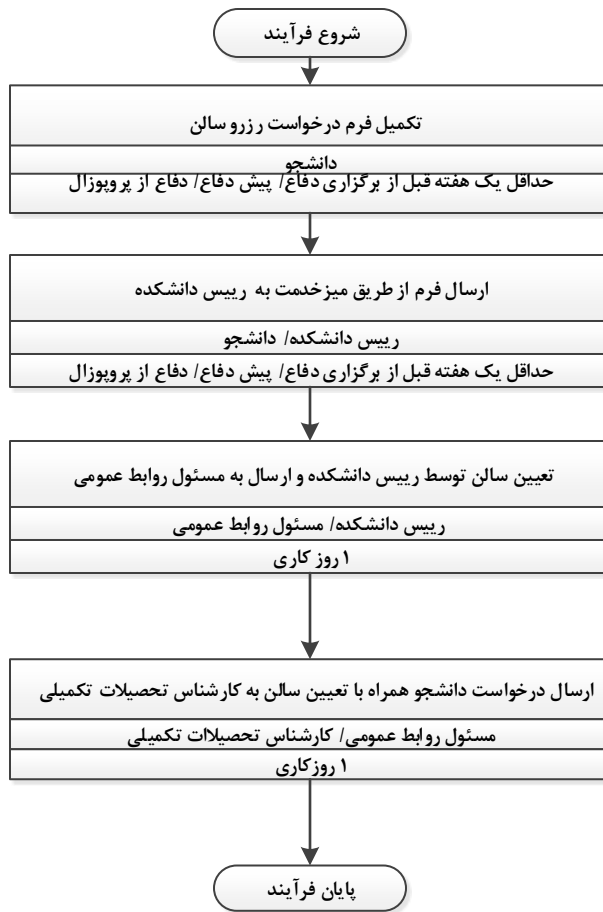 شروع فرآیند
تکمیل فرم درخواست رزرو سالن
دانشجو
حداقل یک هفته قبل از برگزاری دفاع/ پیش دفاع/ دفاع از پروپوزال
ارسال فرم از طریق میزخدمت به رییس دانشکده
رییس دانشکده/ دانشجو
حداقل یک هفته قبل از برگزاری دفاع/ پیش دفاع/ دفاع از پروپوزال
تعیین سالن توسط رییس دانشکده و ارسال به مسئول روابط عمومی
رییس دانشکده/ مسئول روابط عمومی
۱ روز کاری
ارسال درخواست دانشجو همراه با تعیین سالن به کارشناس تحصیلات تکمیلی
مسئول روابط عمومی/ کارشناس تحصیلاات تکمیلی
۱ روزکاری
پایان فرآیند